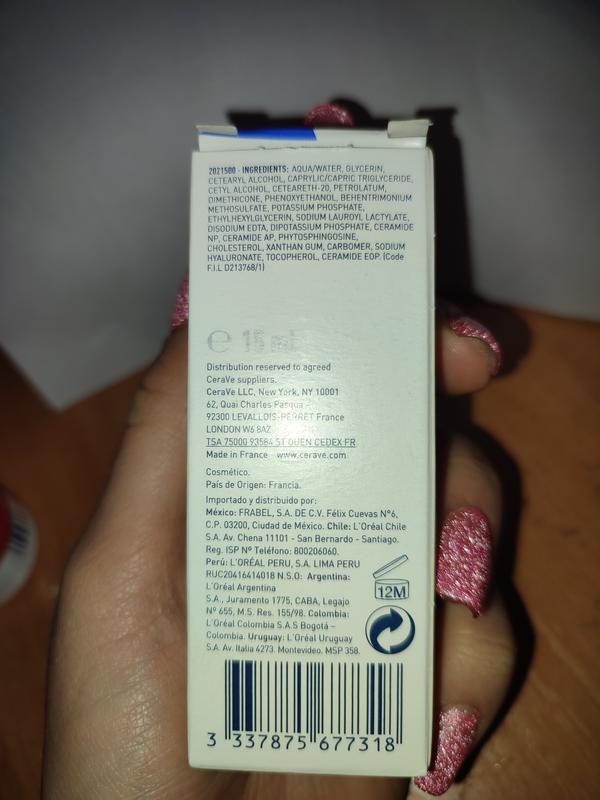 2021500 - INGREDIENTS: AQUA/WATER, GLYCERIN,
CETEARYL ALCOHOL, CAPRYLIC/CAPRIC TRIGLYCERIDE,
CETYL ALCOHOL, CETEARETH-20, PETROLATUM,
DIMETHICONE, PHENOXYETHANOL, BEHENTRIMONIUM
METHOSULFATE, POTASSIUM PHOSPHATE,
ETHYLHEXYLGLYCERIN, SODIUM LAUROYL LACTYLATE,
DISODIUM EDTA, DIPOTASSIUM PHOSPHATE, CERAMIDE
NP, CERAMIDE AP, PHYTOSPHINGOSINE,
CHOLESTEROL, XANTHAN GUM, CARBOMER, SODIUM
HYALURONATE, TOCOPHEROL, CERAMIDE EOP. (Code
F.I.L D213768/1)
℮ 15 ml
Distribution reserved to agreed
CeraVe suppliers.
CeraVe LLC, New York, NY 10001
62, Quai Charles Pasqua -
92300 LEVALLOIS-PERRET France
LONDON W6 8AZ
TSA 75000 93584 ST OUEN CEDEX FR
Made in France www.cerave.com
Cosmético.
País de Origen: Francia.
Importado y distribuido por:
México: FRABEL, S.A. DE C.V. Félix Cuevas N°6,
C.P. 03200, Ciudad de México. Chile: L'Oréal Chile
S.A. Av. Chena 11101 - San Bernardo - Santiago.
Reg. ISP N° Teléfono: 800206060.
Perú: L'ORÉAL PERU, S.A. LIMA PERU
RUC20416414018 N.S.O: Argentina:
L'Oréal Argentina
S.A., Juramento 1775, CABA, Legajo
N° 655, M.S. Res. 155/98. Colombia:
L'Oréal Colombia S.A.S Bogotá –
Colombia. Uruguay: L'Oréal Uruguay
S.A. Av. Italia 4273. Montevideo. MSP 358.
12M
3 337875 677318